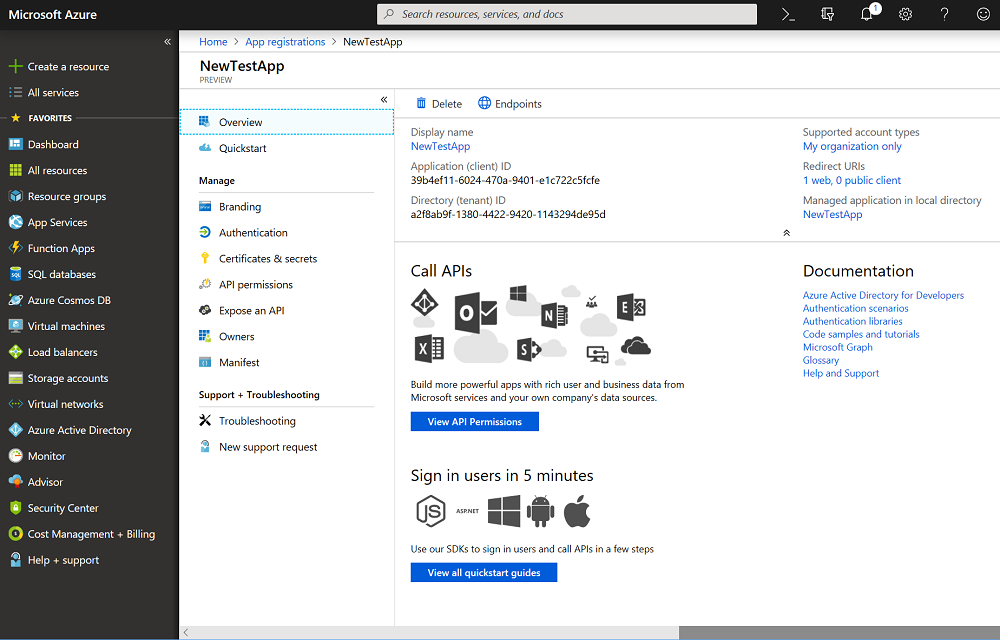 Microsoft Azure
Search resources, services, and docs
1
Home > App registrations > NewTestApp
NewTestApp
PREVIEW
Create a resource
All services
FAVORITES
Dashboard
All resources
Resource groups
App Services
Function Apps
SQL databases
Azure Cosmos DB
Virtual machines
Load balancers
Storage accounts
Virtual networks
Azure Active Directory
Monitor
Advisor
Security Center
Cost Management + Billing
Help + support
Overview
Quickstart
Manage
Branding
Authentication
Certificates & secrets
API permissions
Expose an API
Owners
Manifest
Support + Troubleshooting
Troubleshooting
New support request
Delete
Endpoints
Display name
NewTestApp
Application (client) ID
39b4ef11-6024-470a-9401-e1c722c5fcfe
Directory (tenant) ID
a2f8ab9f-1380-4422-9420-1143294de95d
Supported account types
My organization only
Redirect URIs
1 web, 0 public client
Managed application in local directory
NewTestApp
Call APIs
Build more powerful apps with rich user and business data from
Microsoft services and your own company's data sources.
View API Permissions
Sign in users in 5 minutes
ASP.NET
Use our SDKs to sign in users and call APIs in a few steps
View all quickstart guides
Documentation
Azure Active Directory for Developers
Authentication scenarios
Authentication libraries
Code samples and tutorials
Microsoft Graph
Glossary
Help and Support